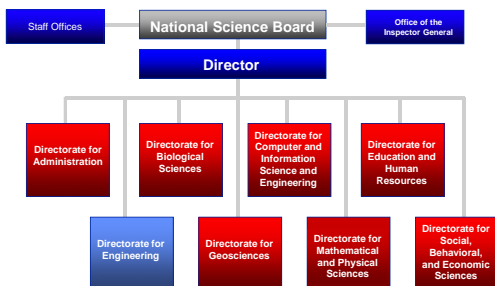 Staff Offices
National Science Board
Office of the
Inspector General
Director
Directorate for
Administration
Directorate for
Biological
Sciences
Directorate for
Computer and
Information
Science and
Engineering
Directorate for
Education and
Human
Resources
Directorate for
Engineering
Directorate for
Geosciences
Directorate for
Mathematical
and Physical
Sciences
Directorate for
Social,
Behavioral,
and Economic
Sciences